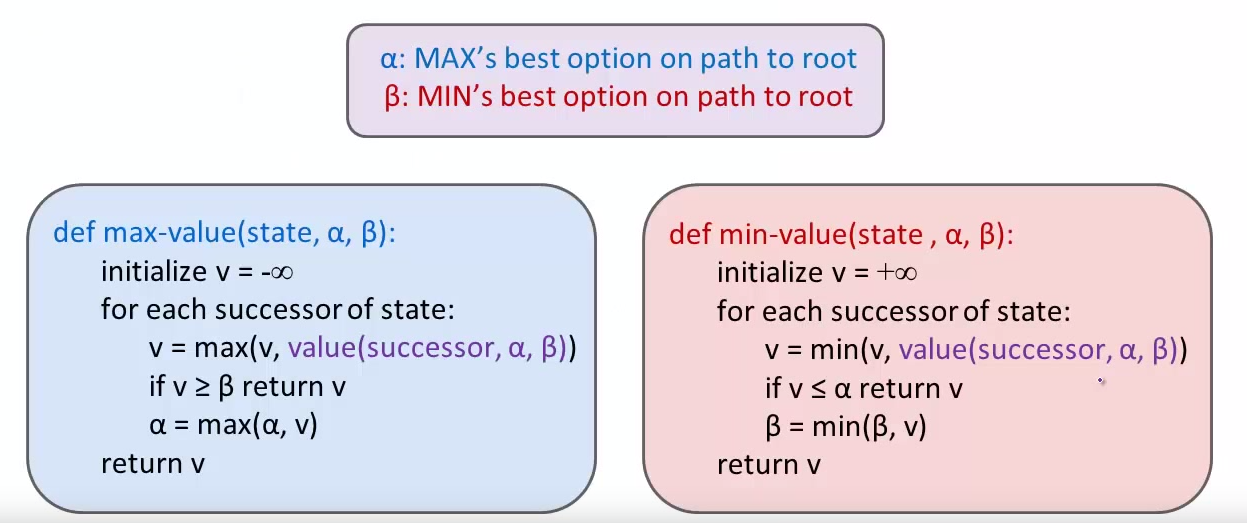 α: MAX’s best option on path to root
β: MIN’s best option on path to root
def max-value(state, α, β):
initialize v = -∞
for each successor of state:
v = max(v, value(successor, α, β))
if v ≥ β return v
α = max(α, v)
return v
def min-value(state , α, β):
initialize v = +∞
for each successor of state:
v = min(v, value(successor, α, β))
if v ≤ α return v
β = min(β, v)
return v